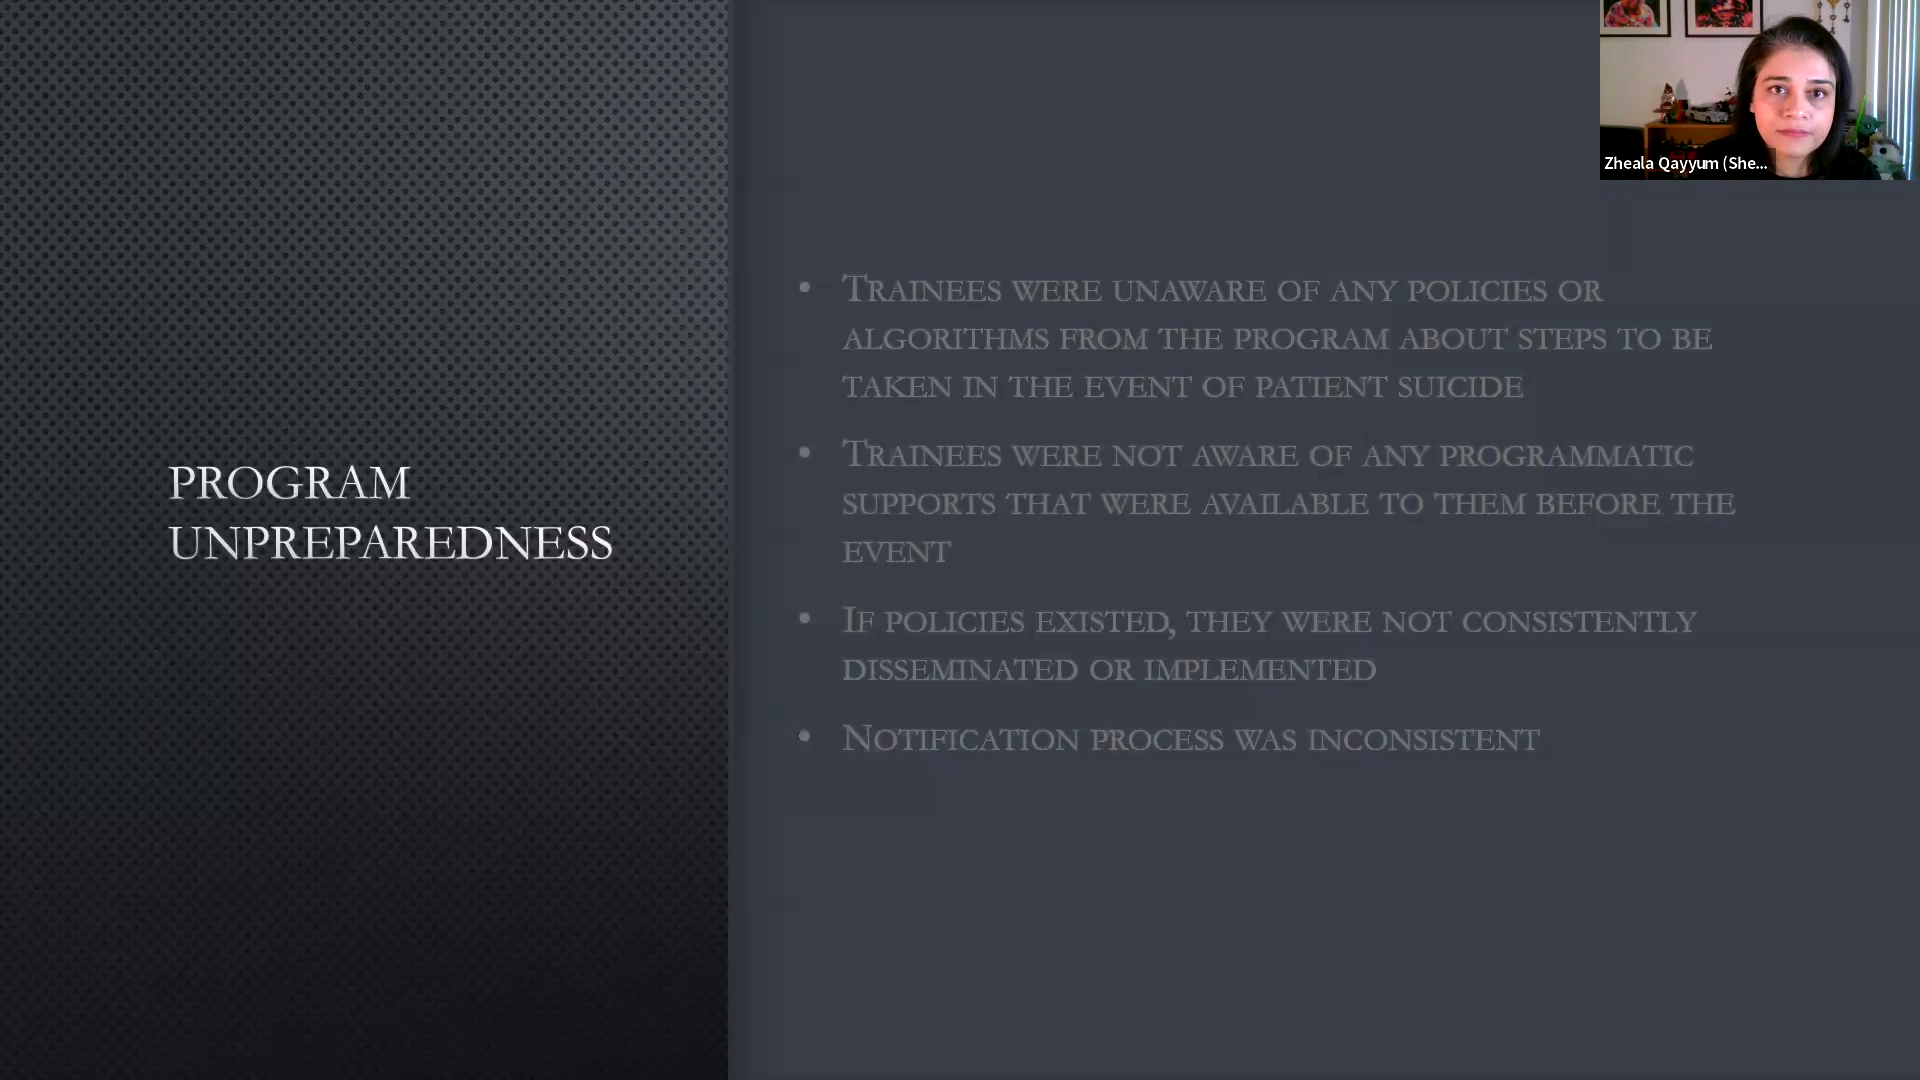 PROGRAM
UNPREPAREDNESS
• TRAINEES WERE UNAWARE OF ANY POLICIES OR
ALGORITHMS FROM THE PROGRAM ABOUT STEPS TO BE
TAKEN IN THE EVENT OF PATIENT SUICIDE
• TRAINEES WERE NOT AWARE OF ANY PROGRAMMATIC
SUPPORTS THAT WERE AVAILABLE TO THEM BEFORE THE
EVENT
• IF POLICIES EXISTED, THEY WERE NOT CONSISTENTLY
DISSEMINATED OR IMPLEMENTED
• NOTIFICATION PROCESS WAS INCONSISTENT
Zheala Qayyum (She...